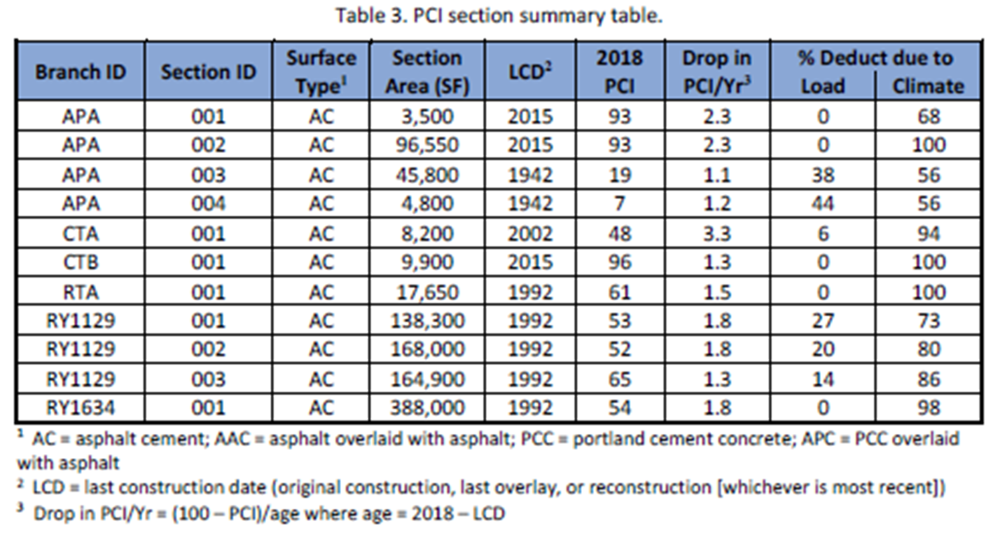 Table 3. PCI section summary table.
Branch ID Section ID Surface Type¹ Section Area (SF) LCD² 2018 PCI Drop in PCI/Yr³ % Deduct due to Load Climate
APA 001 AC 3,500 2015 93 2.3 0 68
APA 002 AC 96,550 2015 93 2.3 0 100
APA 003 AC 45,800 1942 19 1.1 38 56
APA 004 AC 4,800 1942 7 1.2 44 56
CTA 001 AC 8,200 2002 48 3.3 6 94
CTB 001 AC 9,900 2015 96 1.3 0 100
RTA 001 AC 17,650 1992 61 1.5 0 100
RY1129 001 AC 138,300 1992 53 1.8 27 73
RY1129 002 AC 168,000 1992 52 1.8 20 80
RY1129 003 AC 164,900 1992 65 1.3 14 86
RY1634 001 AC 388,000 1992 54 1.8 0 98
¹ AC = asphalt cement; AAC = asphalt overlaid with asphalt; PCC = portland cement concrete; APC = PCC overlaid
with asphalt
² LCD = last construction date (original construction, last overlay, or reconstruction [whichever is most recent])
³ Drop in PCI/Yr = (100 – PCI)/age where age = 2018 – LCD